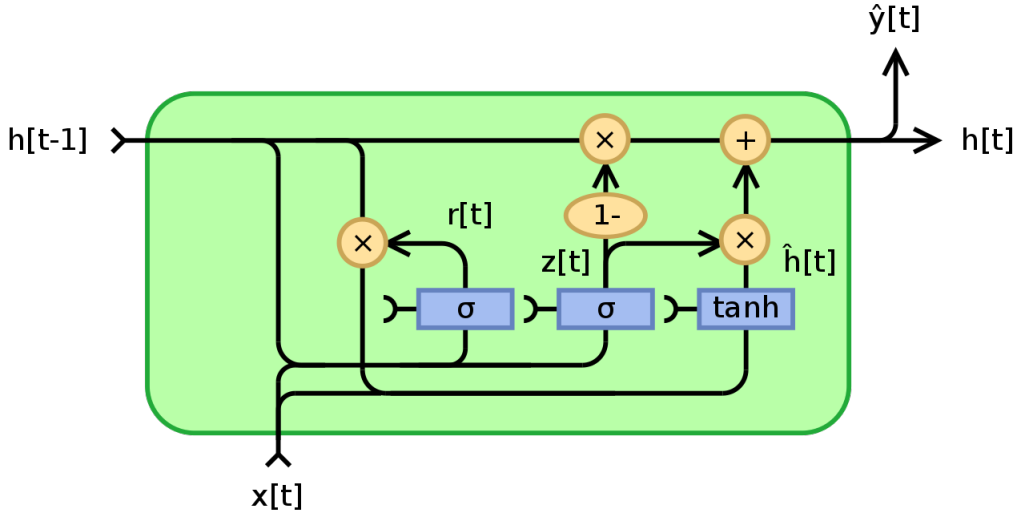 ŷ[t]
h[t-1]
×
+
h[t]
r[t]
1-
×
×
z[t]
ĥ[t]
σ
σ
tanh
x[t]